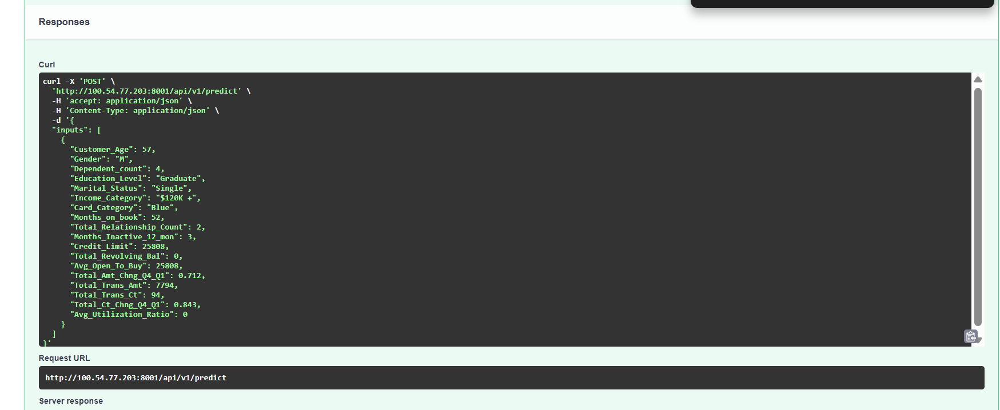 Responses
Curl
curl -X 'POST' \
  'http://100.54.77.203:8001/api/v1/predict' \
  -H 'accept: application/json' \
  -H 'Content-Type: application/json' \
  -d '{
  "inputs": [
    {
      "Customer_Age": 57,
      "Gender": "M",
      "Dependent_count": 4,
      "Education_Level": "Graduate",
      "Marital_Status": "Single",
      "Income_Category": "$120K +",
      "Card_Category": "Blue",
      "Months_on_book": 52,
      "Total_Relationship_Count": 2,
      "Months_Inactive_12_mon": 3,
      "Credit_Limit": 25808,
      "Total_Revolving_Bal": 0,
      "Avg_Open_To_Buy": 25808,
      "Total_Amt_Chng_Q4_Q1": 0.712,
      "Total_Trans_Amt": 7794,
      "Total_Trans_Ct": 94,
      "Total_Ct_Chng_Q4_Q1": 0.843,
      "Avg_Utilization_Ratio": 0
    }
  ]
}'
Request URL
http://100.54.77.203:8001/api/v1/predict
Server response